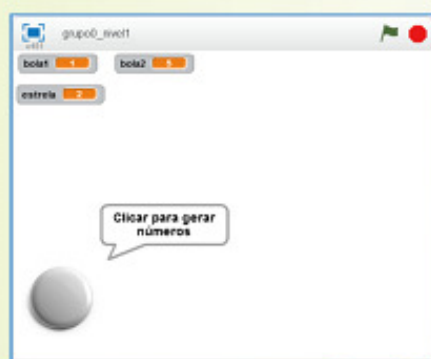 grupo0_nivel1
bola1 1 bola2 5
estrela 2
Clicar para gerar
números